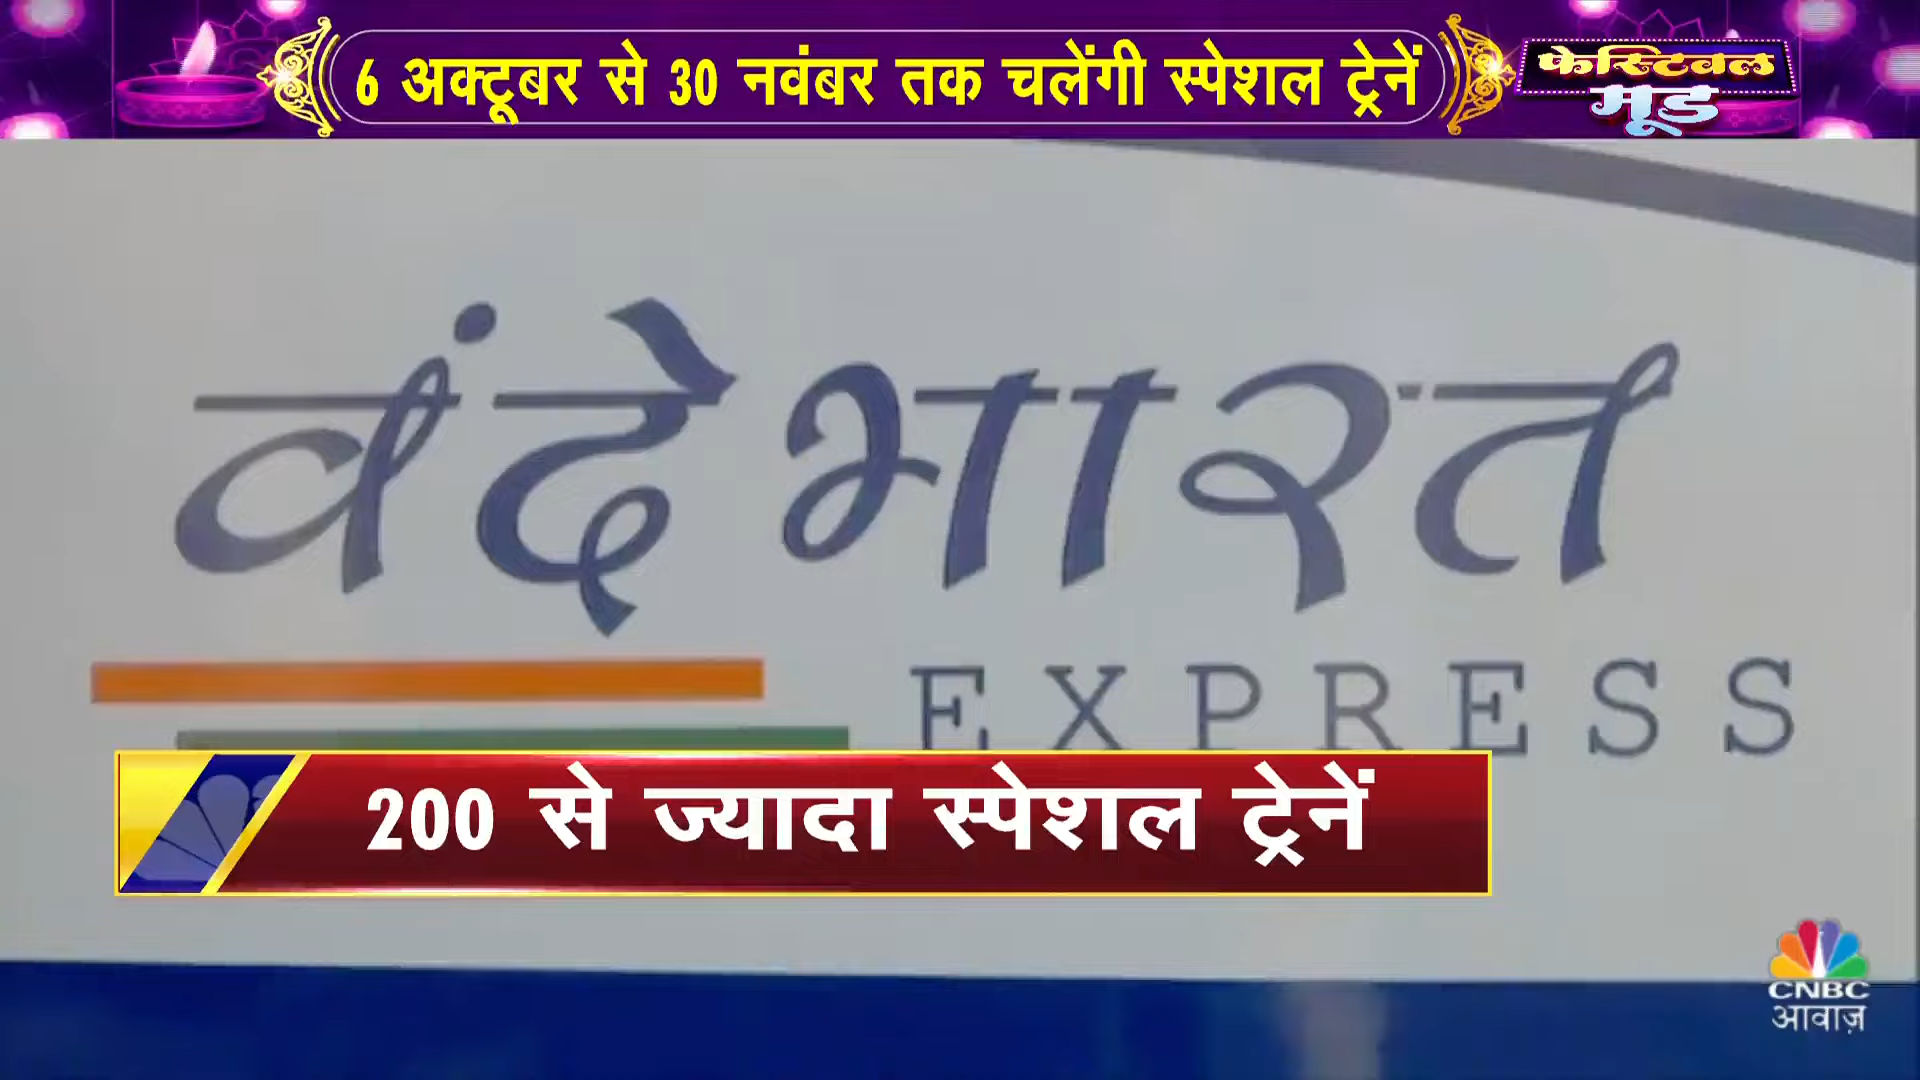 6 अक्टूबर से 30 नवंबर तक चलेंगी स्पेशल ट्रेनें
फेस्टिवल
मूड
वंदे भारत
EXPRESS
200 से ज्यादा स्पेशल ट्रेनें
CNBC
आवाज़